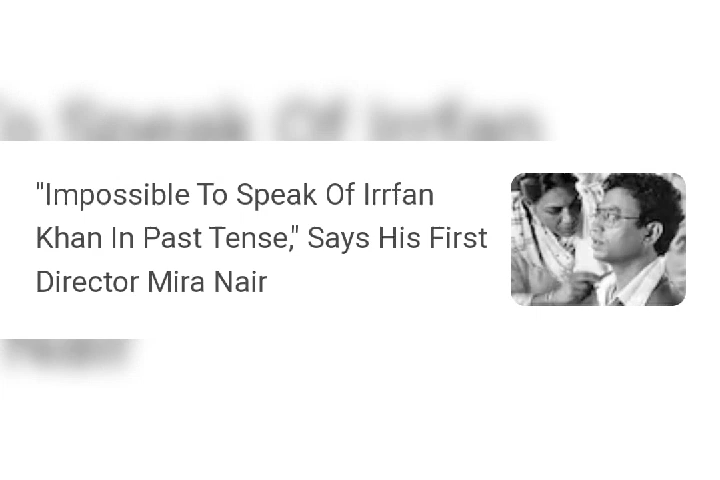 "Impossible To Speak Of Irrfan
Khan In Past Tense," Says His First
Director Mira Nair